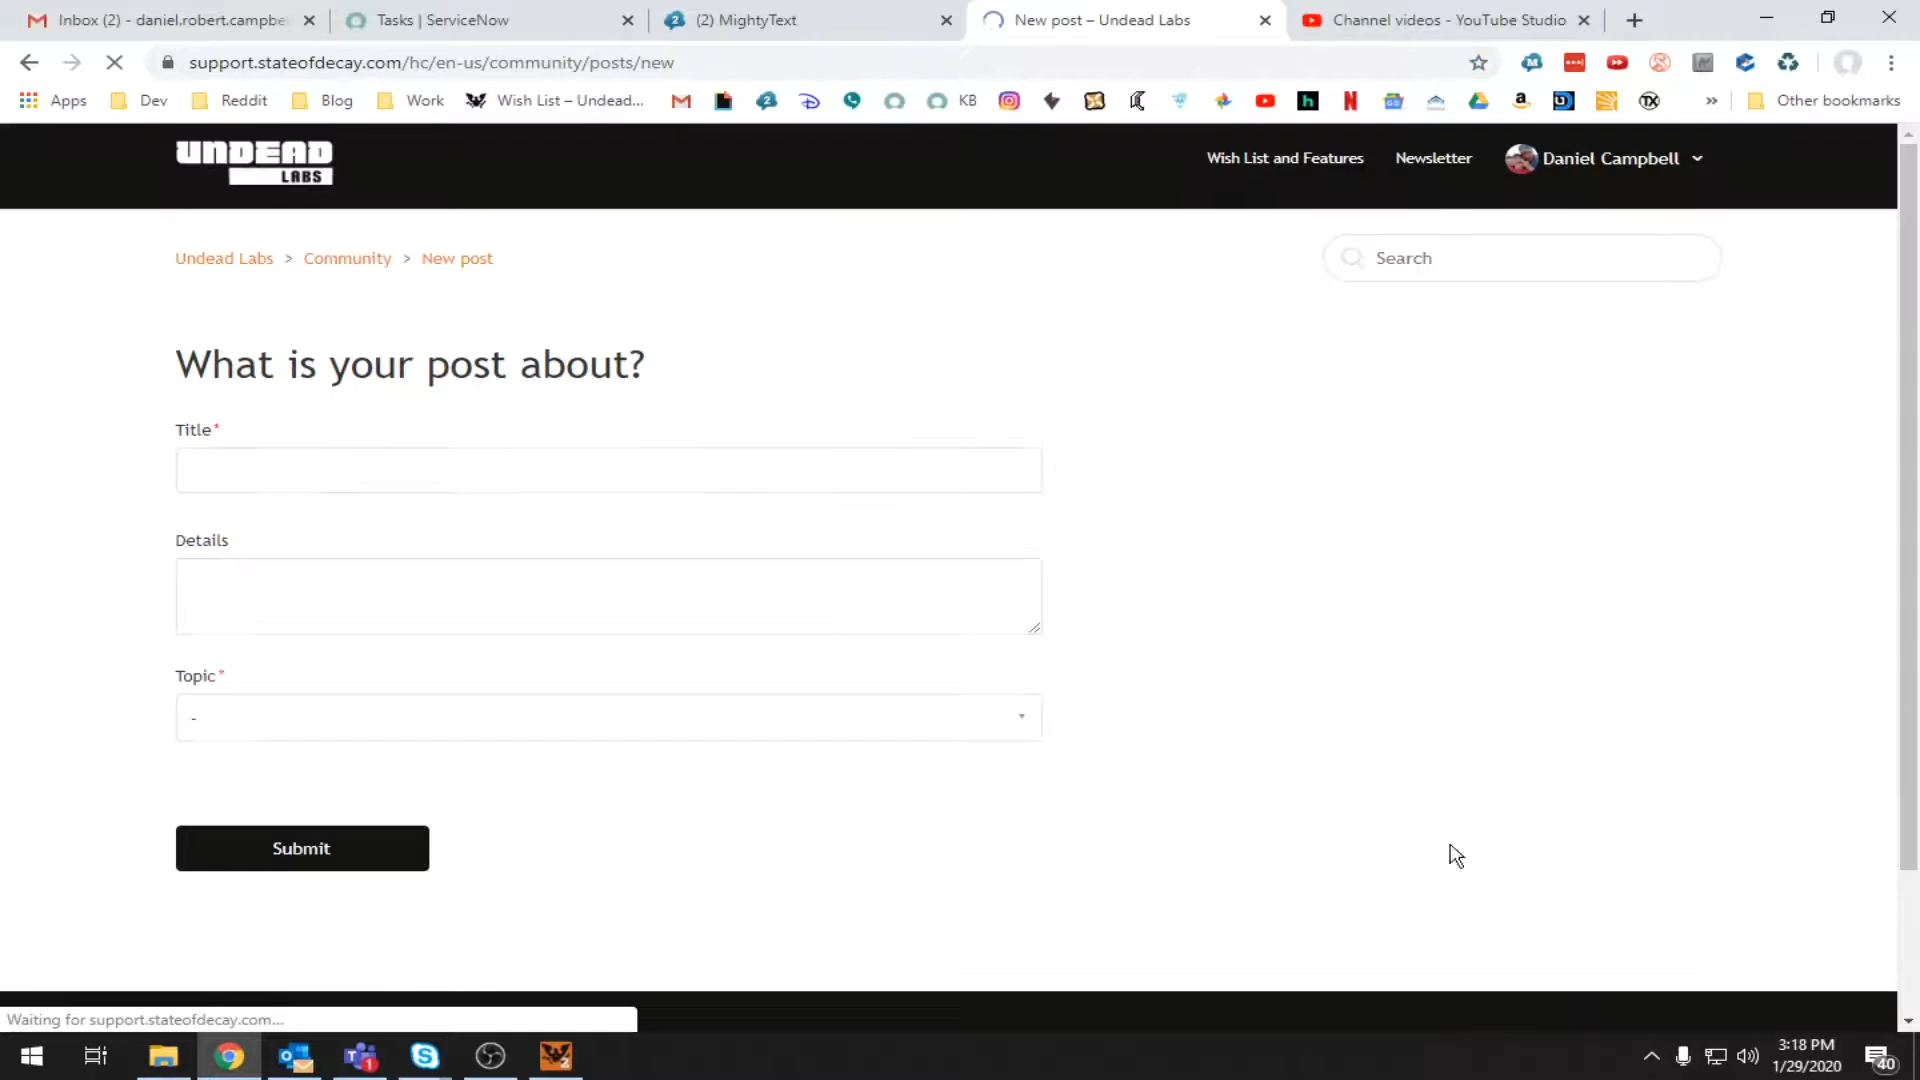 Inbox (2) - daniel.robert.campbe
Tasks | ServiceNow
(2) MightyText
New post – Undead Labs
Channel videos - YouTube Studio
support.stateofdecay.com/hc/en-us/community/posts/new
Apps
Dev
Reddit
Blog
Work
Wish List – Undead...
KB
»
Other bookmarks
UNDEAD
LABS
Wish List and Features
Newsletter
Daniel Campbell
Undead Labs > Community > New post
Search
What is your post about?
Title*
Details
Topic*
-
Submit
Waiting for support.stateofdecay.com...
3:18 PM
1/29/2020
40